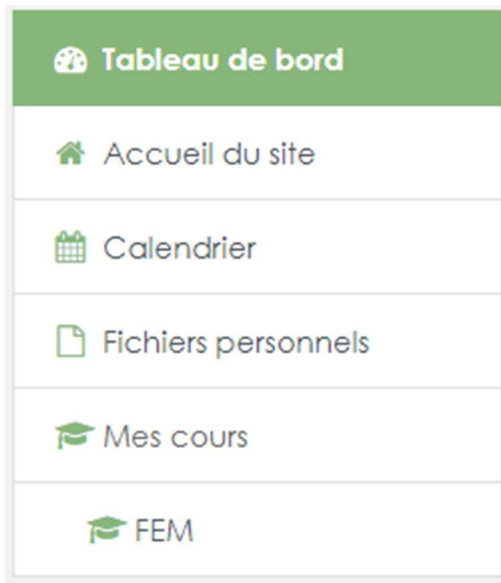 Tableau de bord
Accueil du site
Calendrier
Fichiers personnels
Mes cours
FEM